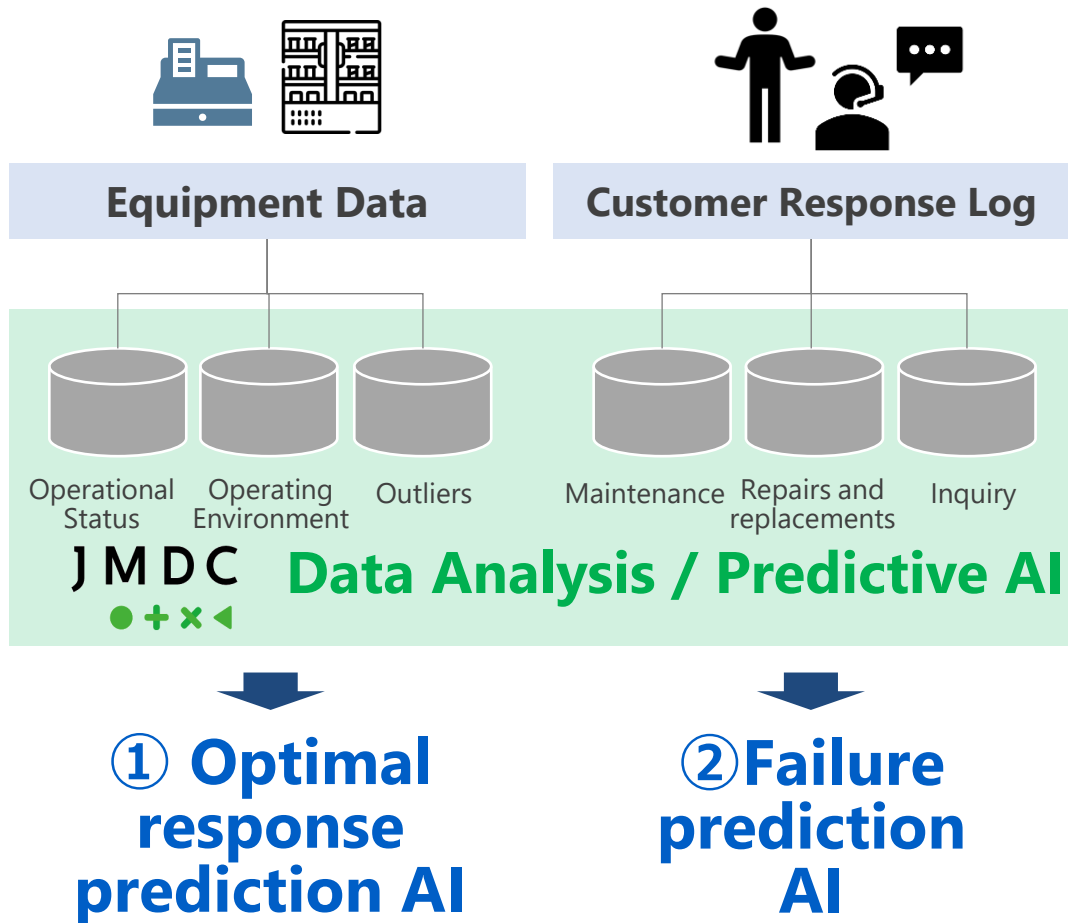 Equipment Data
Customer Response Log
Operational
Status
Operating
Environment
Outliers
Maintenance
Repairs and
replacements
Inquiry
JMDC
Data Analysis / Predictive AI
① Optimal
response
prediction AI
②Failure
prediction
AI